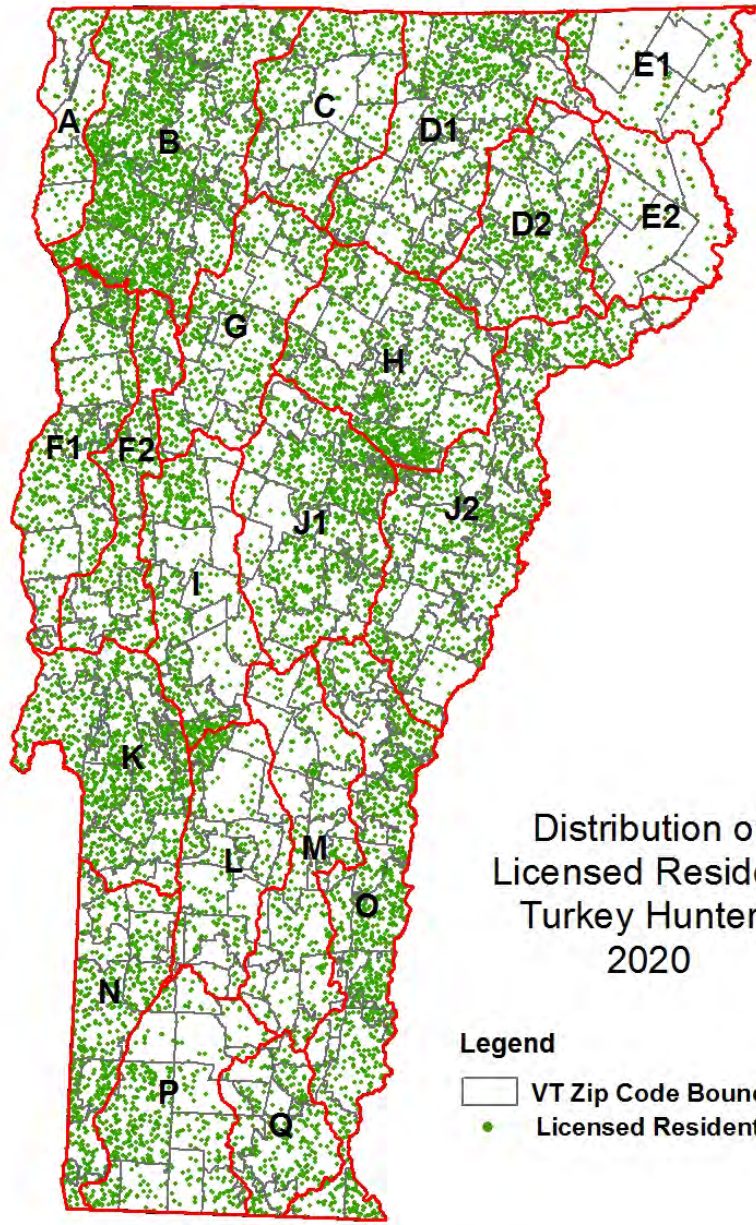 E1
A
B
C
D1
D2
E2
G
H
F1
F2
J1
J2
I
K
L
M
O
N
P
Q
Distribution o
Licensed Reside
Turkey Hunter
2020
Legend
VT Zip Code Boun
Licensed Resident